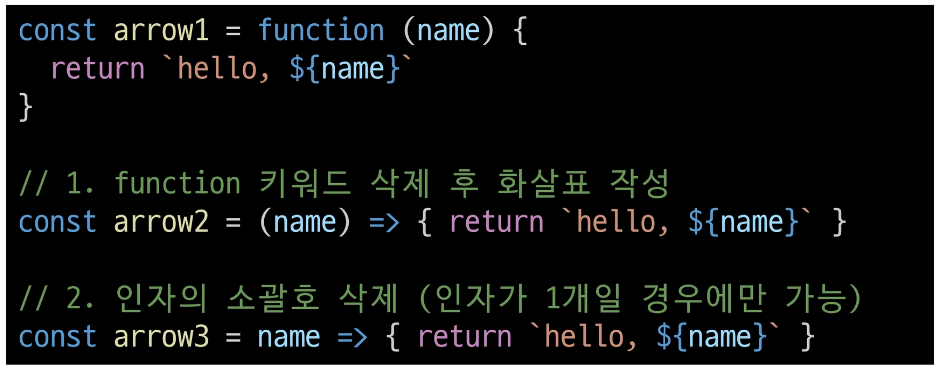 const arrow1 = function (name) {
  return `hello, ${name}`
}
// 1. function 키워드 삭제 후 화살표 작성
const arrow2 = (name) => { return `hello, ${name}` }
// 2. 인자의 소괄호 삭제 (인자가 1개일 경우에만 가능)
const arrow3 = name => { return `hello, ${name}` }